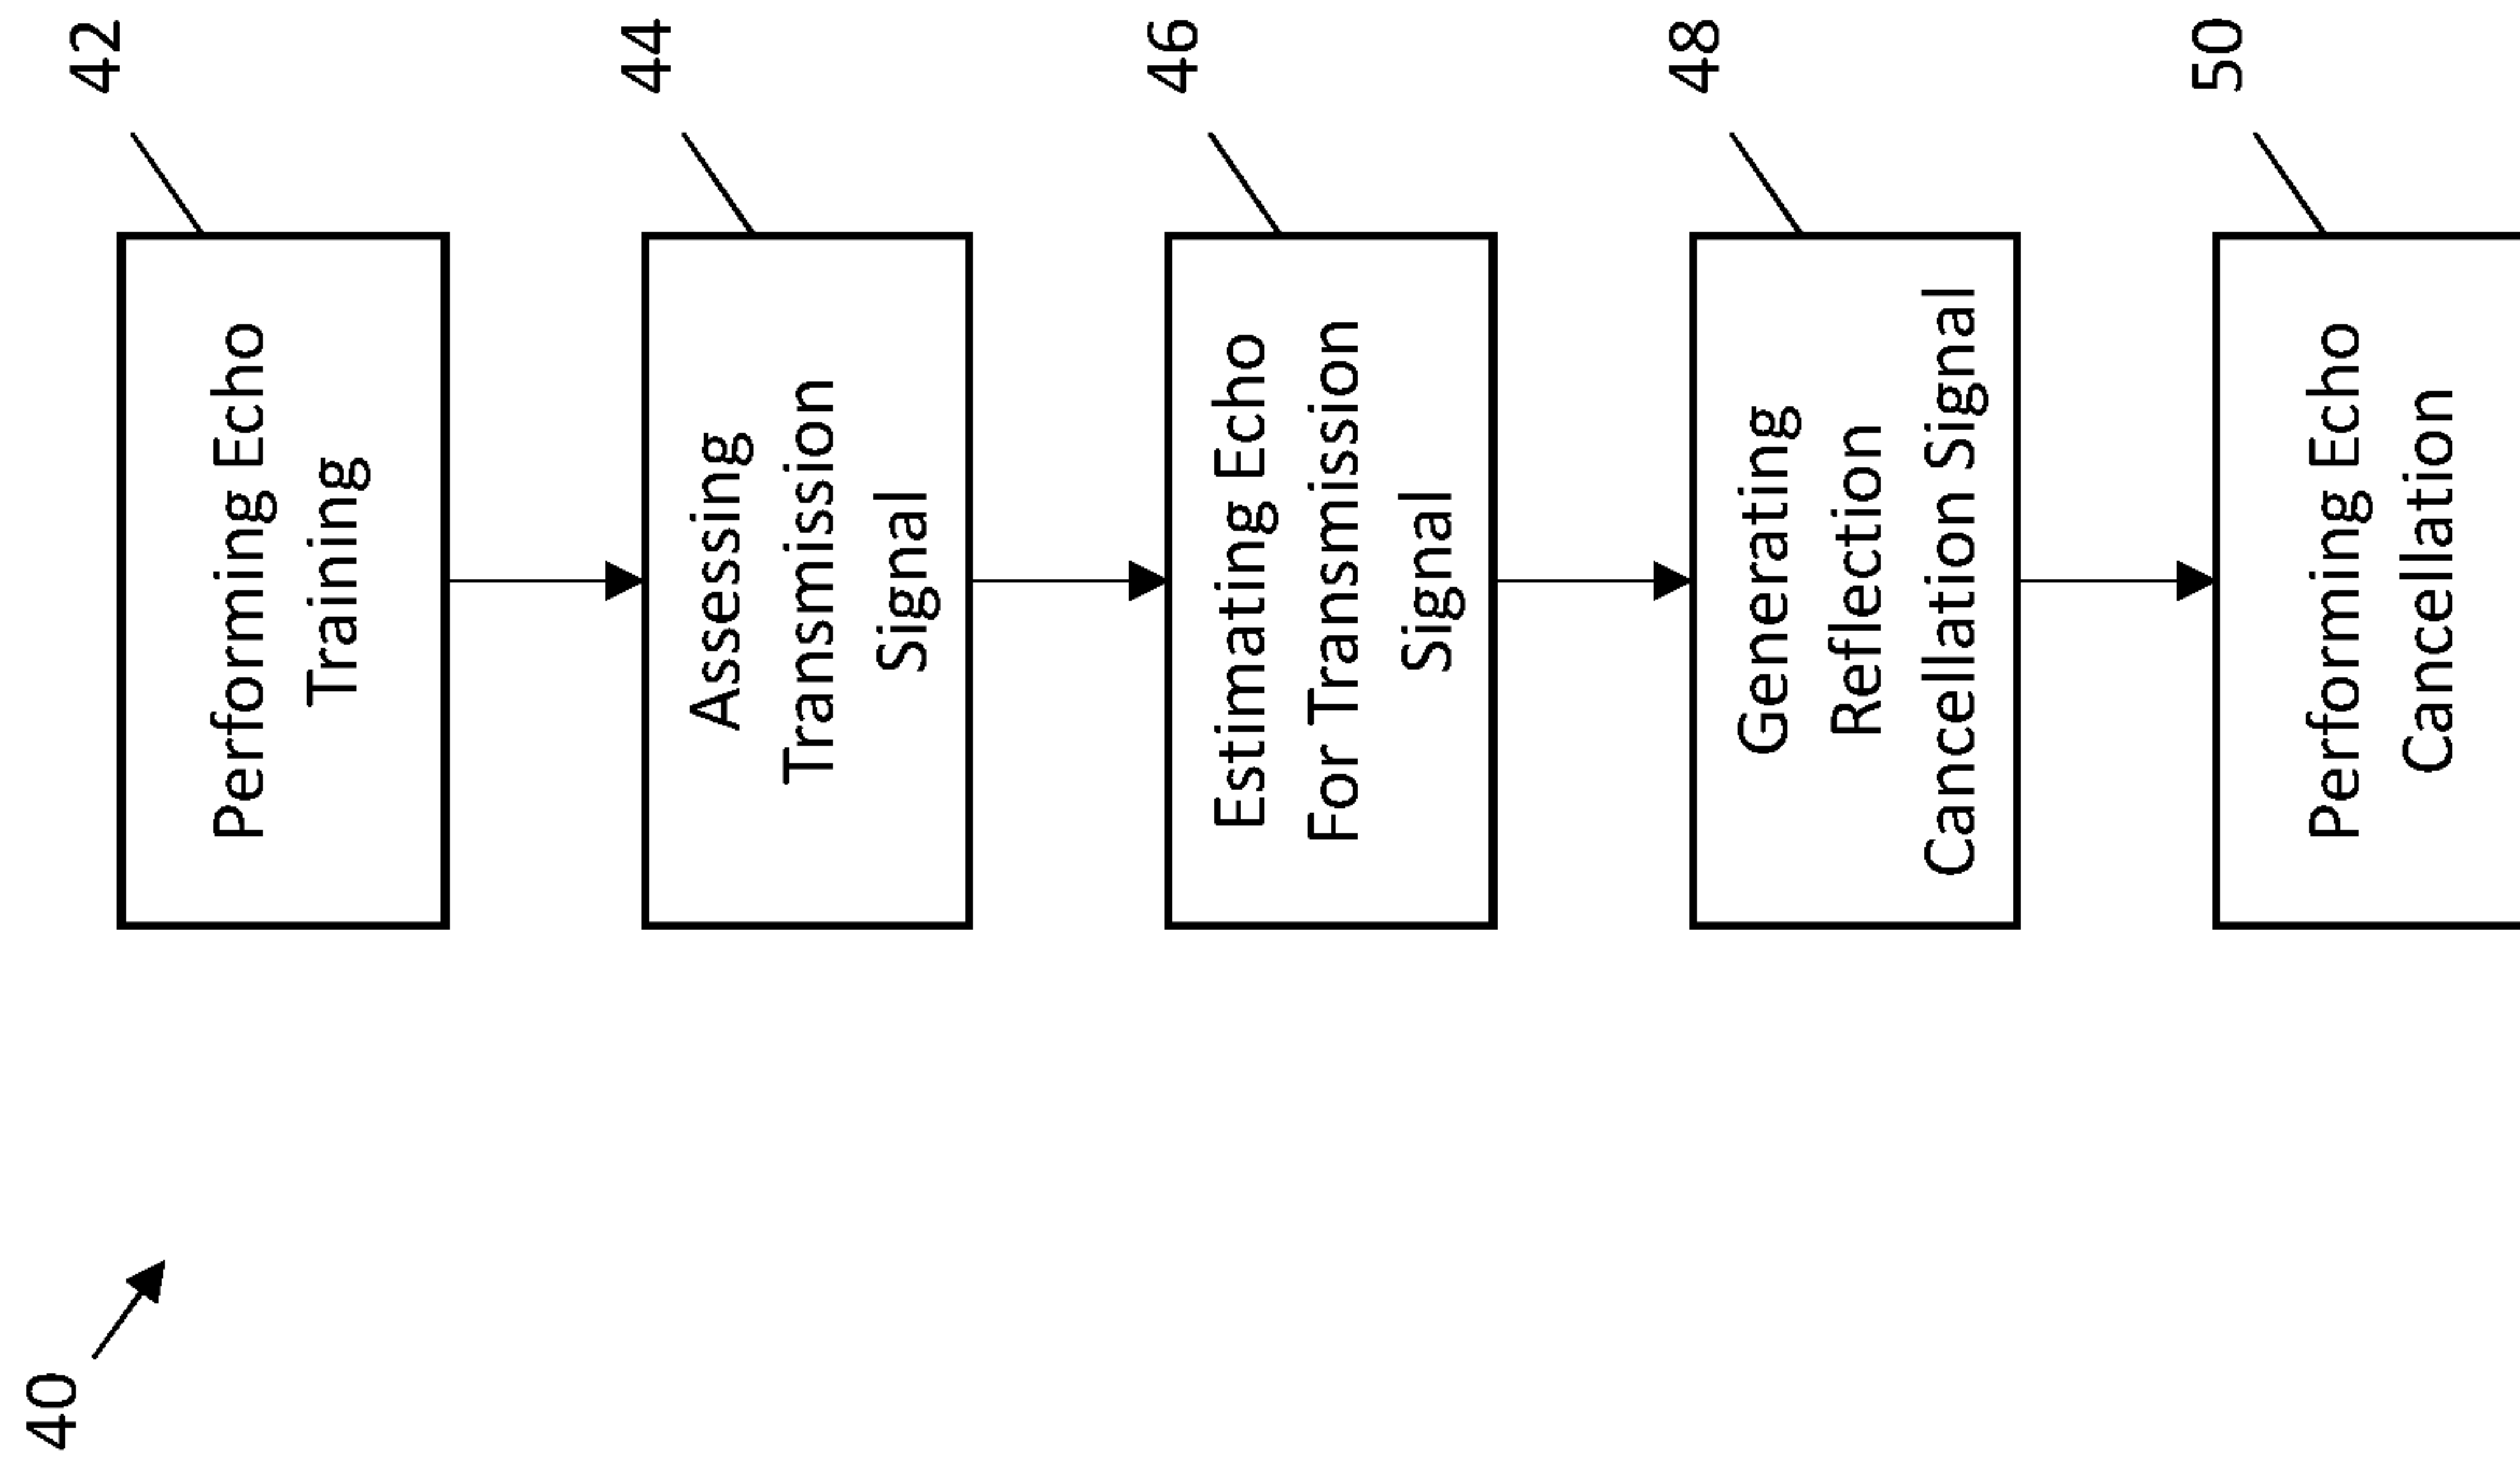 40
42
Performing Echo
Training
44
Assessing
Transmission
Signal
46
Estimating Echo
For Transmission
Signal
48
Generating
Reflection
Cancellation Signal
50
Performing Echo
Cancellation